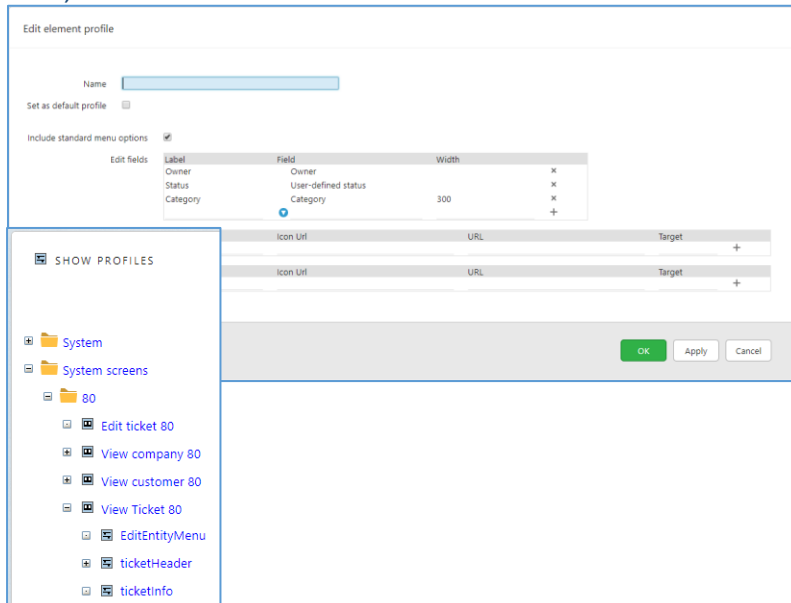 Edit element profile
Name
Set as default profile
Include standard menu options
Edit fields Label Field Width
Owner Owner ×
Status User-defined status ×
Category Category 300 ×
+
Icon Url URL Target
+
Icon Url URL Target
+
OK Apply Cancel
SHOW PROFILES
System
System screens
80
Edit ticket 80
View company 80
View customer 80
View Ticket 80
EditEntityMenu
ticketHeader
ticketInfo